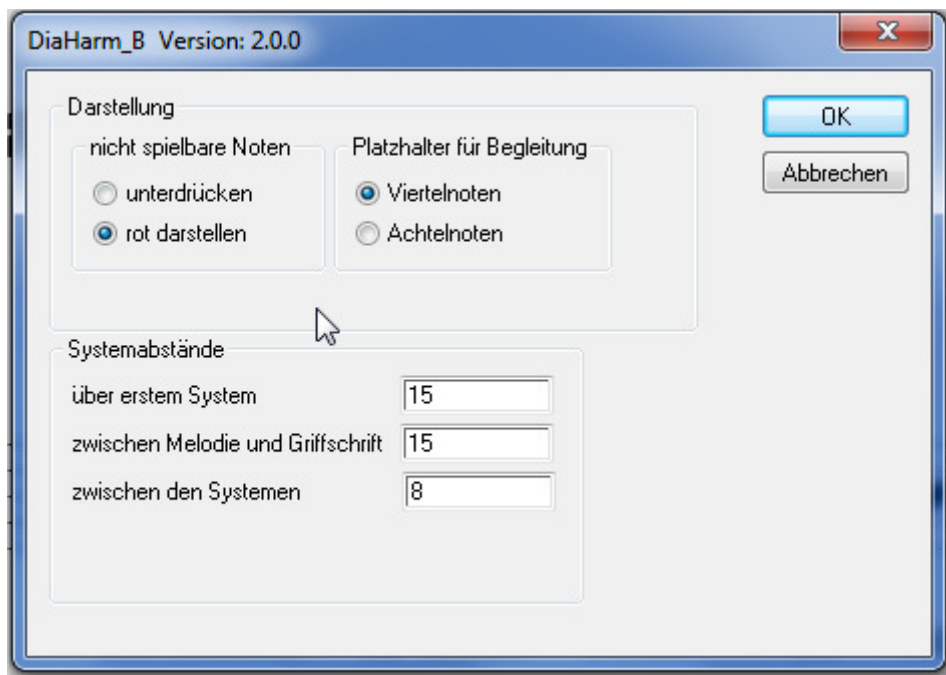 DiaHarm_B Version: 2.0.0
Darstellung
nicht spielbare Noten
unterdrücken
rot darstellen
Platzhalter für Begleitung
Viertelnoten
Achtelnoten
OK
Abbrechen
Systemabstände
über erstem System 15
zwischen Melodie und Griffschrift 15
zwischen den Systemen 8